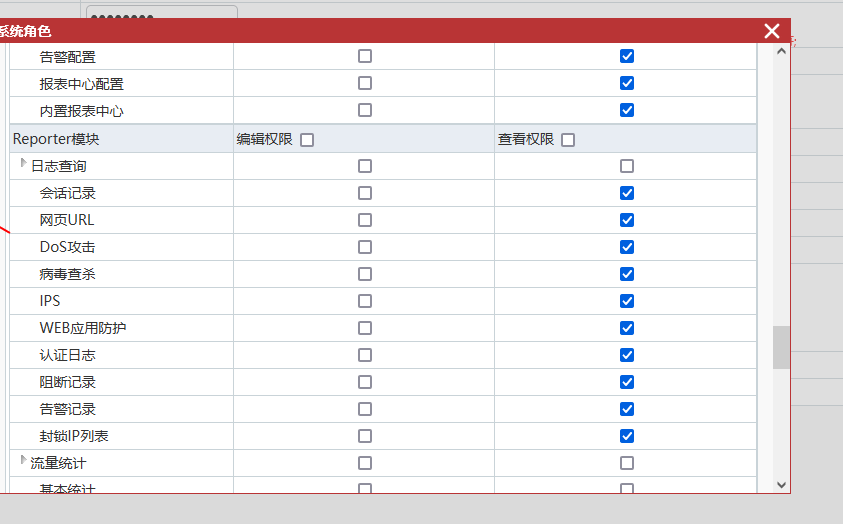 系统角色
告警配置
报表中心配置
内置报表中心
Reporter模块 编辑权限 查看权限
日志查询
会话记录
网页URL
DoS攻击
病毒查杀
IPS
WEB应用防护
认证日志
阻断记录
告警记录
封锁IP列表
流量统计
基本统计